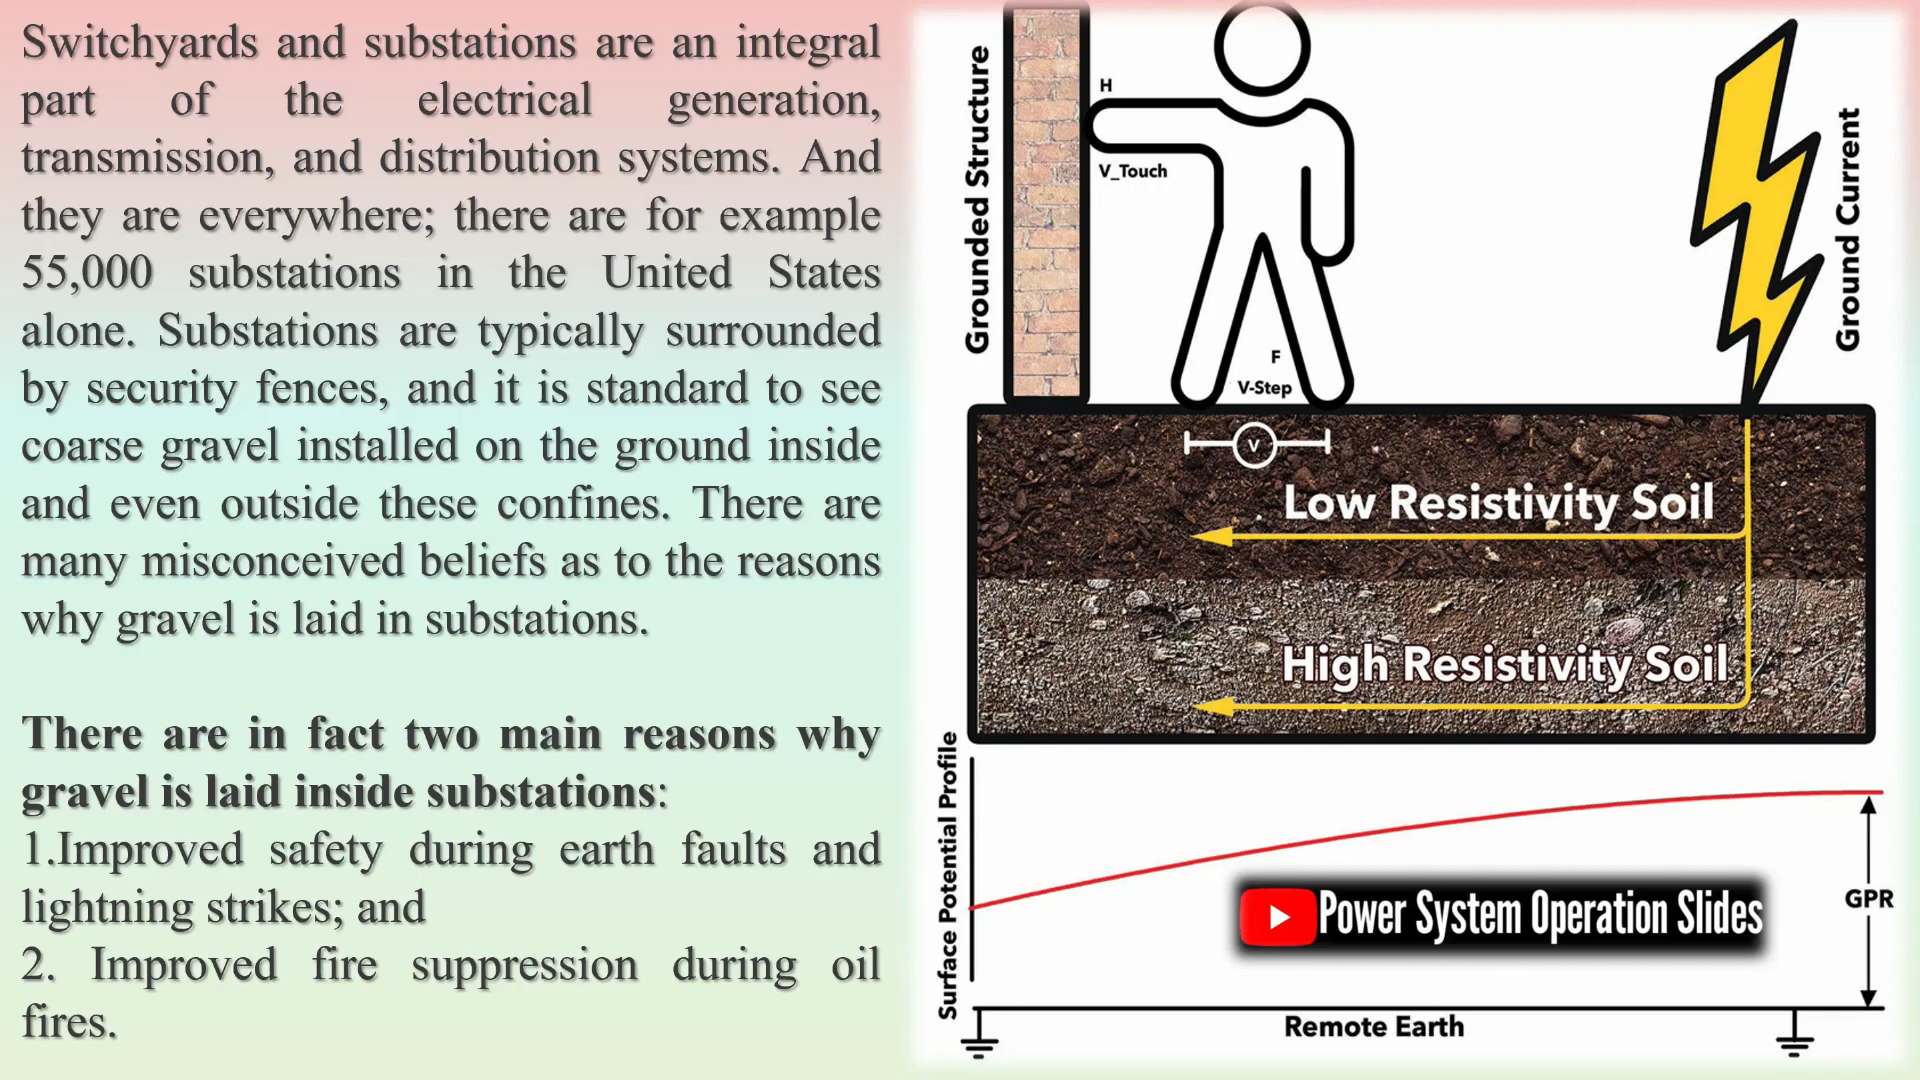 Switchyards and substations are an integral
part of the electrical generation,
transmission, and distribution systems. And
they are everywhere; there are for example
55,000 substations in the United States
alone. Substations are typically surrounded
by security fences, and it is standard to see
coarse gravel installed on the ground inside
and even outside these confines. There are
many misconceived beliefs as to the reasons
why gravel is laid in substations.
There are in fact two main reasons why
gravel is laid inside substations:
1.Improved safety during earth faults and
lightning strikes; and
2. Improved fire suppression during oil
fires.
Grounded Structure
H
V_Touch
F
V-Step
Ground Current
V
Low Resistivity Soil
High Resistivity Soil
Surface Potential Profile
Power System Operation Slides
GPR
Remote Earth